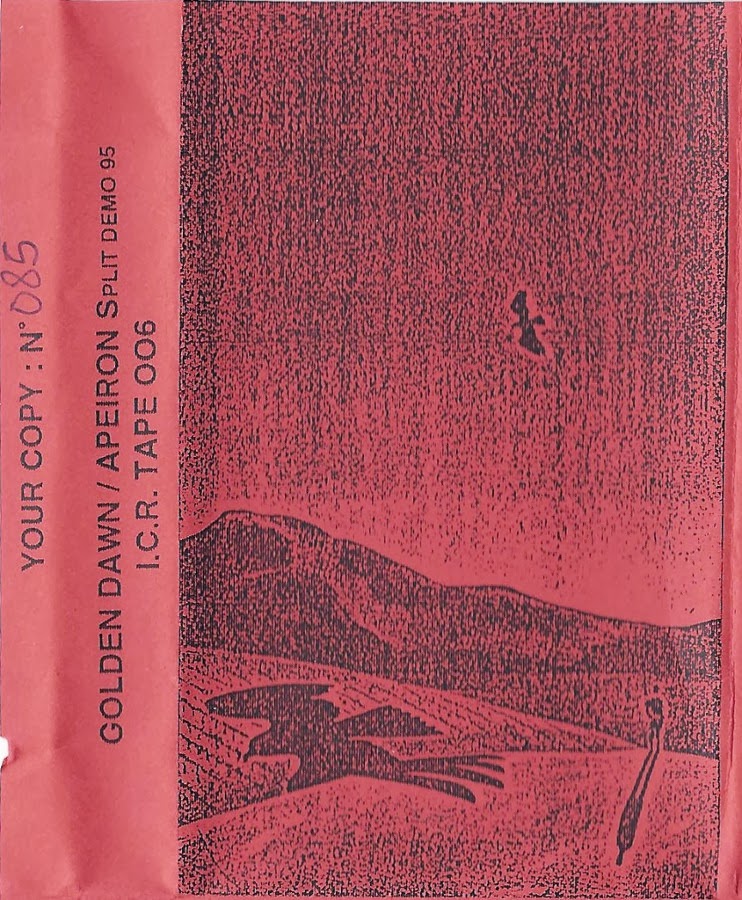 YOUR COPY : N° 085
GOLDEN DAWN / APEIRON SPLIT DEMO 95
I.C.R. TAPE 006